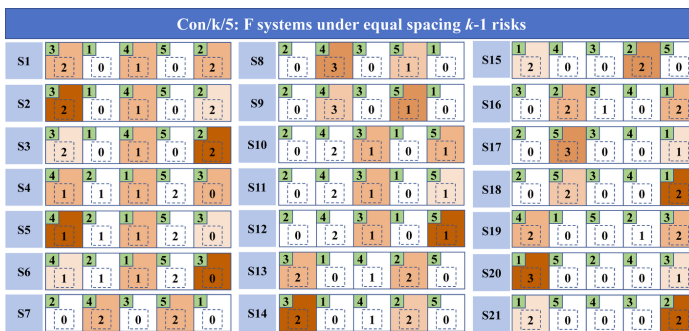 Con/k/5: F systems under equal spacing k-1 risks
3 1 4 5 2
S1 2 0 1 0 2
3 1 4 5 2
S2 2 0 1 0 2
3 1 4 5 2
S3 2 0 1 0 2
4 2 1 5 3
S4 1 1 1 2 0
4 2 1 5 3
S5 1 1 1 2 0
4 2 1 5 3
S6 1 1 1 2 0
2 4 3 5 1
S7 0 2 0 2 0
2 4 3 5 1
S8 0 3 0 1 0
2 4 3 5 1
S9 0 3 0 1 0
2 4 3 1 5
S10 0 2 1 0 1
2 4 3 1 5
S11 0 2 1 0 1
2 4 3 1 5
S12 0 2 1 0 1
3 1 4 2 5
S13 2 0 1 2 0
3 1 4 2 5
S14 2 0 1 2 0
1 4 3 2 5
S15 2 0 0 2 0
3 2 5 4 1
S16 0 2 1 0 2
2 5 3 4 1
S17 0 3 0 0 1
2 5 3 4 1
S18 0 2 0 0 2
4 1 5 2 3
S19 2 0 0 1 2
1 5 2 4 3
S20 3 0 0 0 1
1 5 4 3 2
S21 2 0 0 0 2